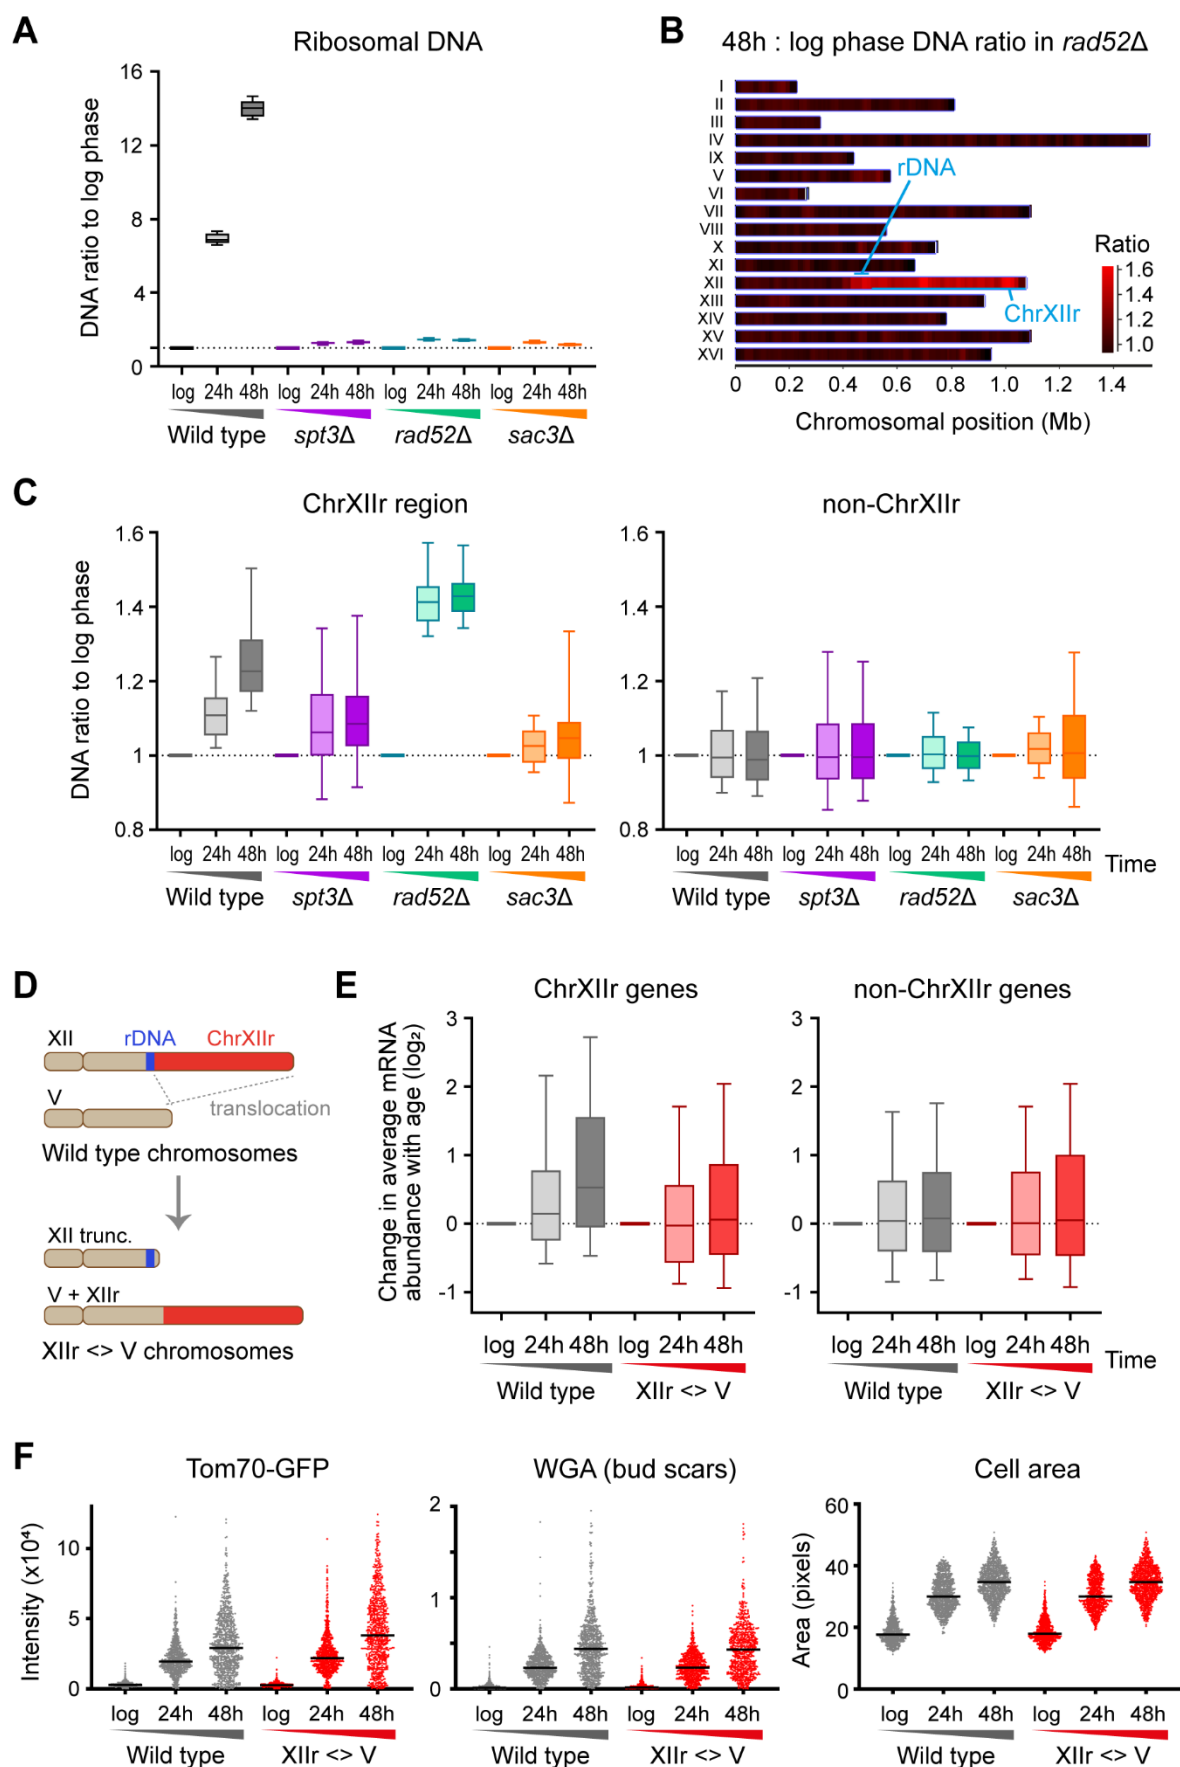 A
Ribosomal DNA
DNA ratio to log phase
16
12
8
4
1
0
log 24h 48h log 24h 48h log 24h 48h log 24h 48h
Wild type spt3Δ rad52Δ sac3Δ
B
48h : log phase DNA ratio in rad52Δ
I
II
III
IV
IX
V
VI
VII
VIII
X
XI
XII
XIII
XIV
XV
XVI
rDNA
ChrXIIr
Ratio
1.6
1.4
1.2
1.0
0 0.2 0.4 0.6 0.8 1.0 1.2 1.4
Chromosomal position (Mb)
C
ChrXIIr region
non-ChrXIIr
DNA ratio to log phase
1.6
1.4
1.2
1
0.8
1.6
1.4
1.2
1
0.8
log 24h 48h log 24h 48h log 24h 48h log 24h 48h
Wild type spt3Δ rad52Δ sac3Δ
log 24h 48h log 24h 48h log 24h 48h log 24h 48h Time
Wild type spt3Δ rad52Δ sac3Δ
D
XII rDNA ChrXIIr
V
translocation
Wild type chromosomes
XII trunc.
V + XIIr
XIIr <> V chromosomes
E
ChrXIIr genes
non-ChrXIIr genes
Change in average mRNA
abundance with age (log₂)
3
2
1
0
-1
3
2
1
0
-1
log 24h 48h log 24h 48h
Wild type XIIr <> V
log 24h 48h log 24h 48h Time
Wild type XIIr <> V
F
Tom70-GFP
WGA (bud scars)
Cell area
Intensity (x10⁴)
10
5
0
2
1
0
Area (pixels)
60
40
20
0
log 24h 48h log 24h 48h
Wild type XIIr <> V
log 24h 48h log 24h 48h
Wild type XIIr <> V
log 24h 48h log 24h 48h
Wild type XIIr <> V